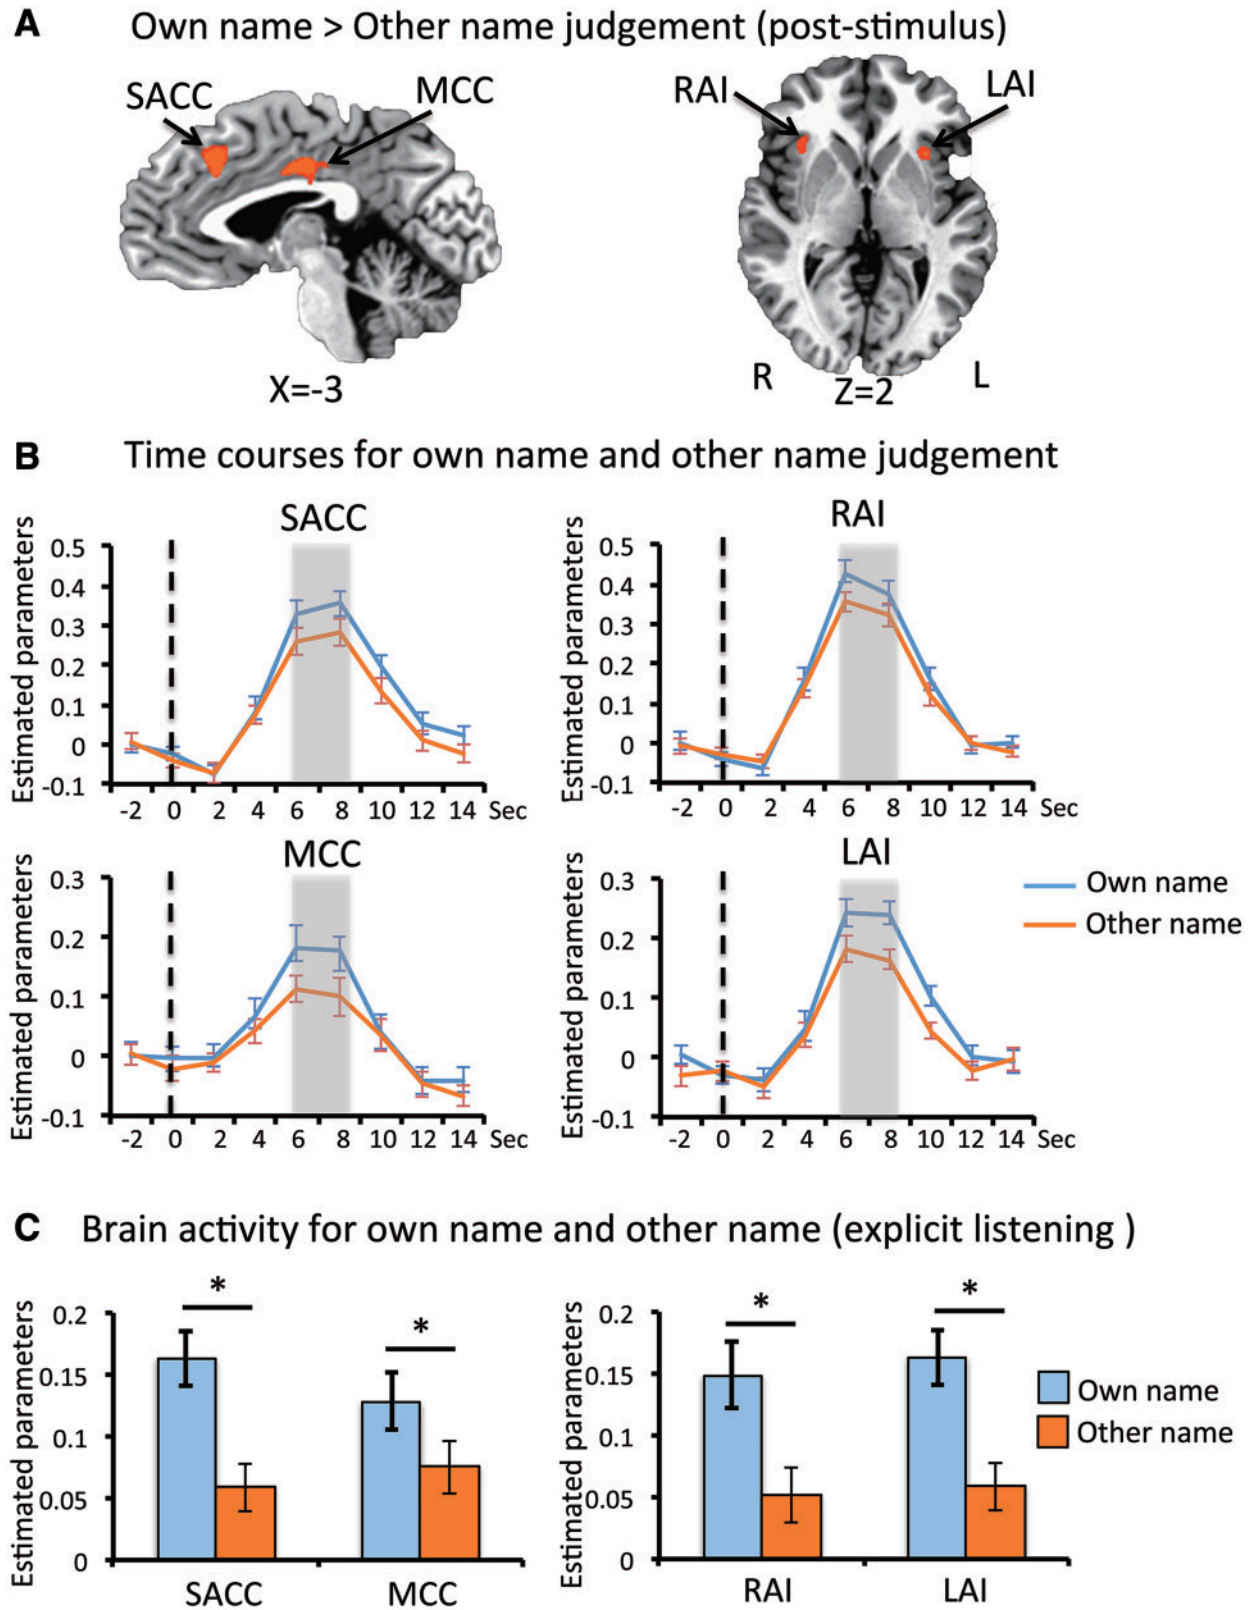 A Own name > Other name judgement (post-stimulus)
SACC MCC RAI LAI
R L
X=-3 Z=2
B Time courses for own name and other name judgement
SACC
Estimated parameters
0.5
0.4
0.3
0.2
0.1
0
-0.1
-2 0 2 4 6 8 10 12 14 Sec
RAI
Estimated parameters
0.5
0.4
0.3
0.2
0.1
0
-0.1
-2 0 2 4 6 8 10 12 14 Sec
MCC
Estimated parameters
0.3
0.2
0.1
0
-0.1
-2 0 2 4 6 8 10 12 14 Sec
LAI
Estimated parameters
0.3
0.2
0.1
0
-0.1
-2 0 2 4 6 8 10 12 14 Sec
Own name
Other name
C Brain activity for own name and other name (explicit listening )
Estimated parameters
0.2
0.15
0.1
0.05
0
* *
SACC MCC
Estimated parameters
0.2
0.15
0.1
0.05
0
* *
RAI LAI
Own name
Other name